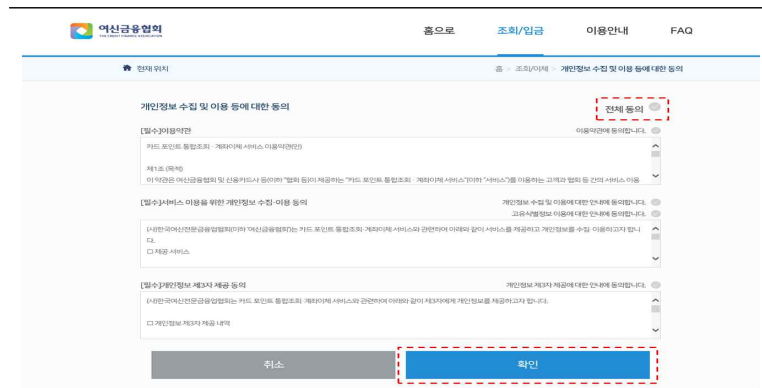 여신금융협회
THE CREDIT FINANCE ASSOCIATION
홈으로 조회/입금 이용안내 FAQ
현재 위치 홈 > 조회/이체 > 개인정보 수집 및 이용 등에 대한 동의
개인정보 수집 및 이용 등에 대한 동의 전체 동의
[필수]이용약관 이용약관에 동의합니다.
카드 포인트 통합조회 · 계좌이체 서비스 이용약관(안)
제1조 (목적)
이 약관은 여신금융협회 및 신용카드사 등(이하 "협회 등)이 제공하는 "카드 포인트 통합조회 · 계좌이체 서비스"(이하 "서비스")를 이용하는 고객과 협회 등 간의 서비스 이용
[필수]서비스 이용을 위한 개인정보 수집·이용 동의 개인정보 수집 및 이용에 대한 안내에 동의합니다.
고유식별정보 이용에 대한 안내에 동의합니다.
(사)한국여신전문금융업협회(이하 '여신금융협회')는 카드 포인트 통합조회 ·계좌이체 서비스와 관련하여 아래와 같이 서비스를 제공하고 개인정보를 수집·이용하고자 합니
다.
□ 제공 서비스
[필수]개인정보 제3자 제공 동의 개인정보 제3자 제공에 대한 안내에 동의합니다.
(사)한국여신전문금융업협회는 카드 포인트 통합조회 ·계좌이체 서비스와 관련하여 아래와 같이 제3자에게 개인정보를 제공하고자 합니다.
□ 개인정보 제3자 제공 내역
취소 확인